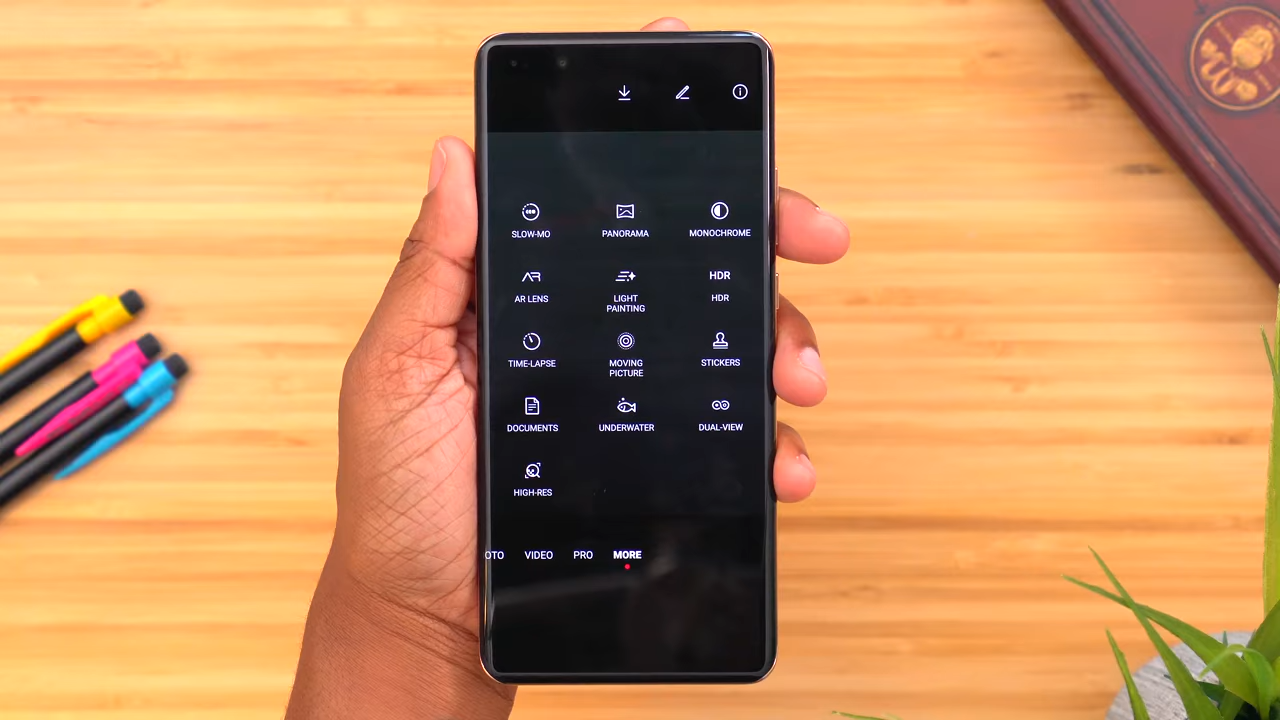 SLOW-MO
PANORAMA
MONOCHROME
AR
AR LENS
LIGHT
PAINTING
HDR
HDR
TIME-LAPSE
MOVING
PICTURE
STICKERS
DOCUMENTS
UNDERWATER
DUAL-VIEW
HIGH-RES
OTO VIDEO PRO MORE